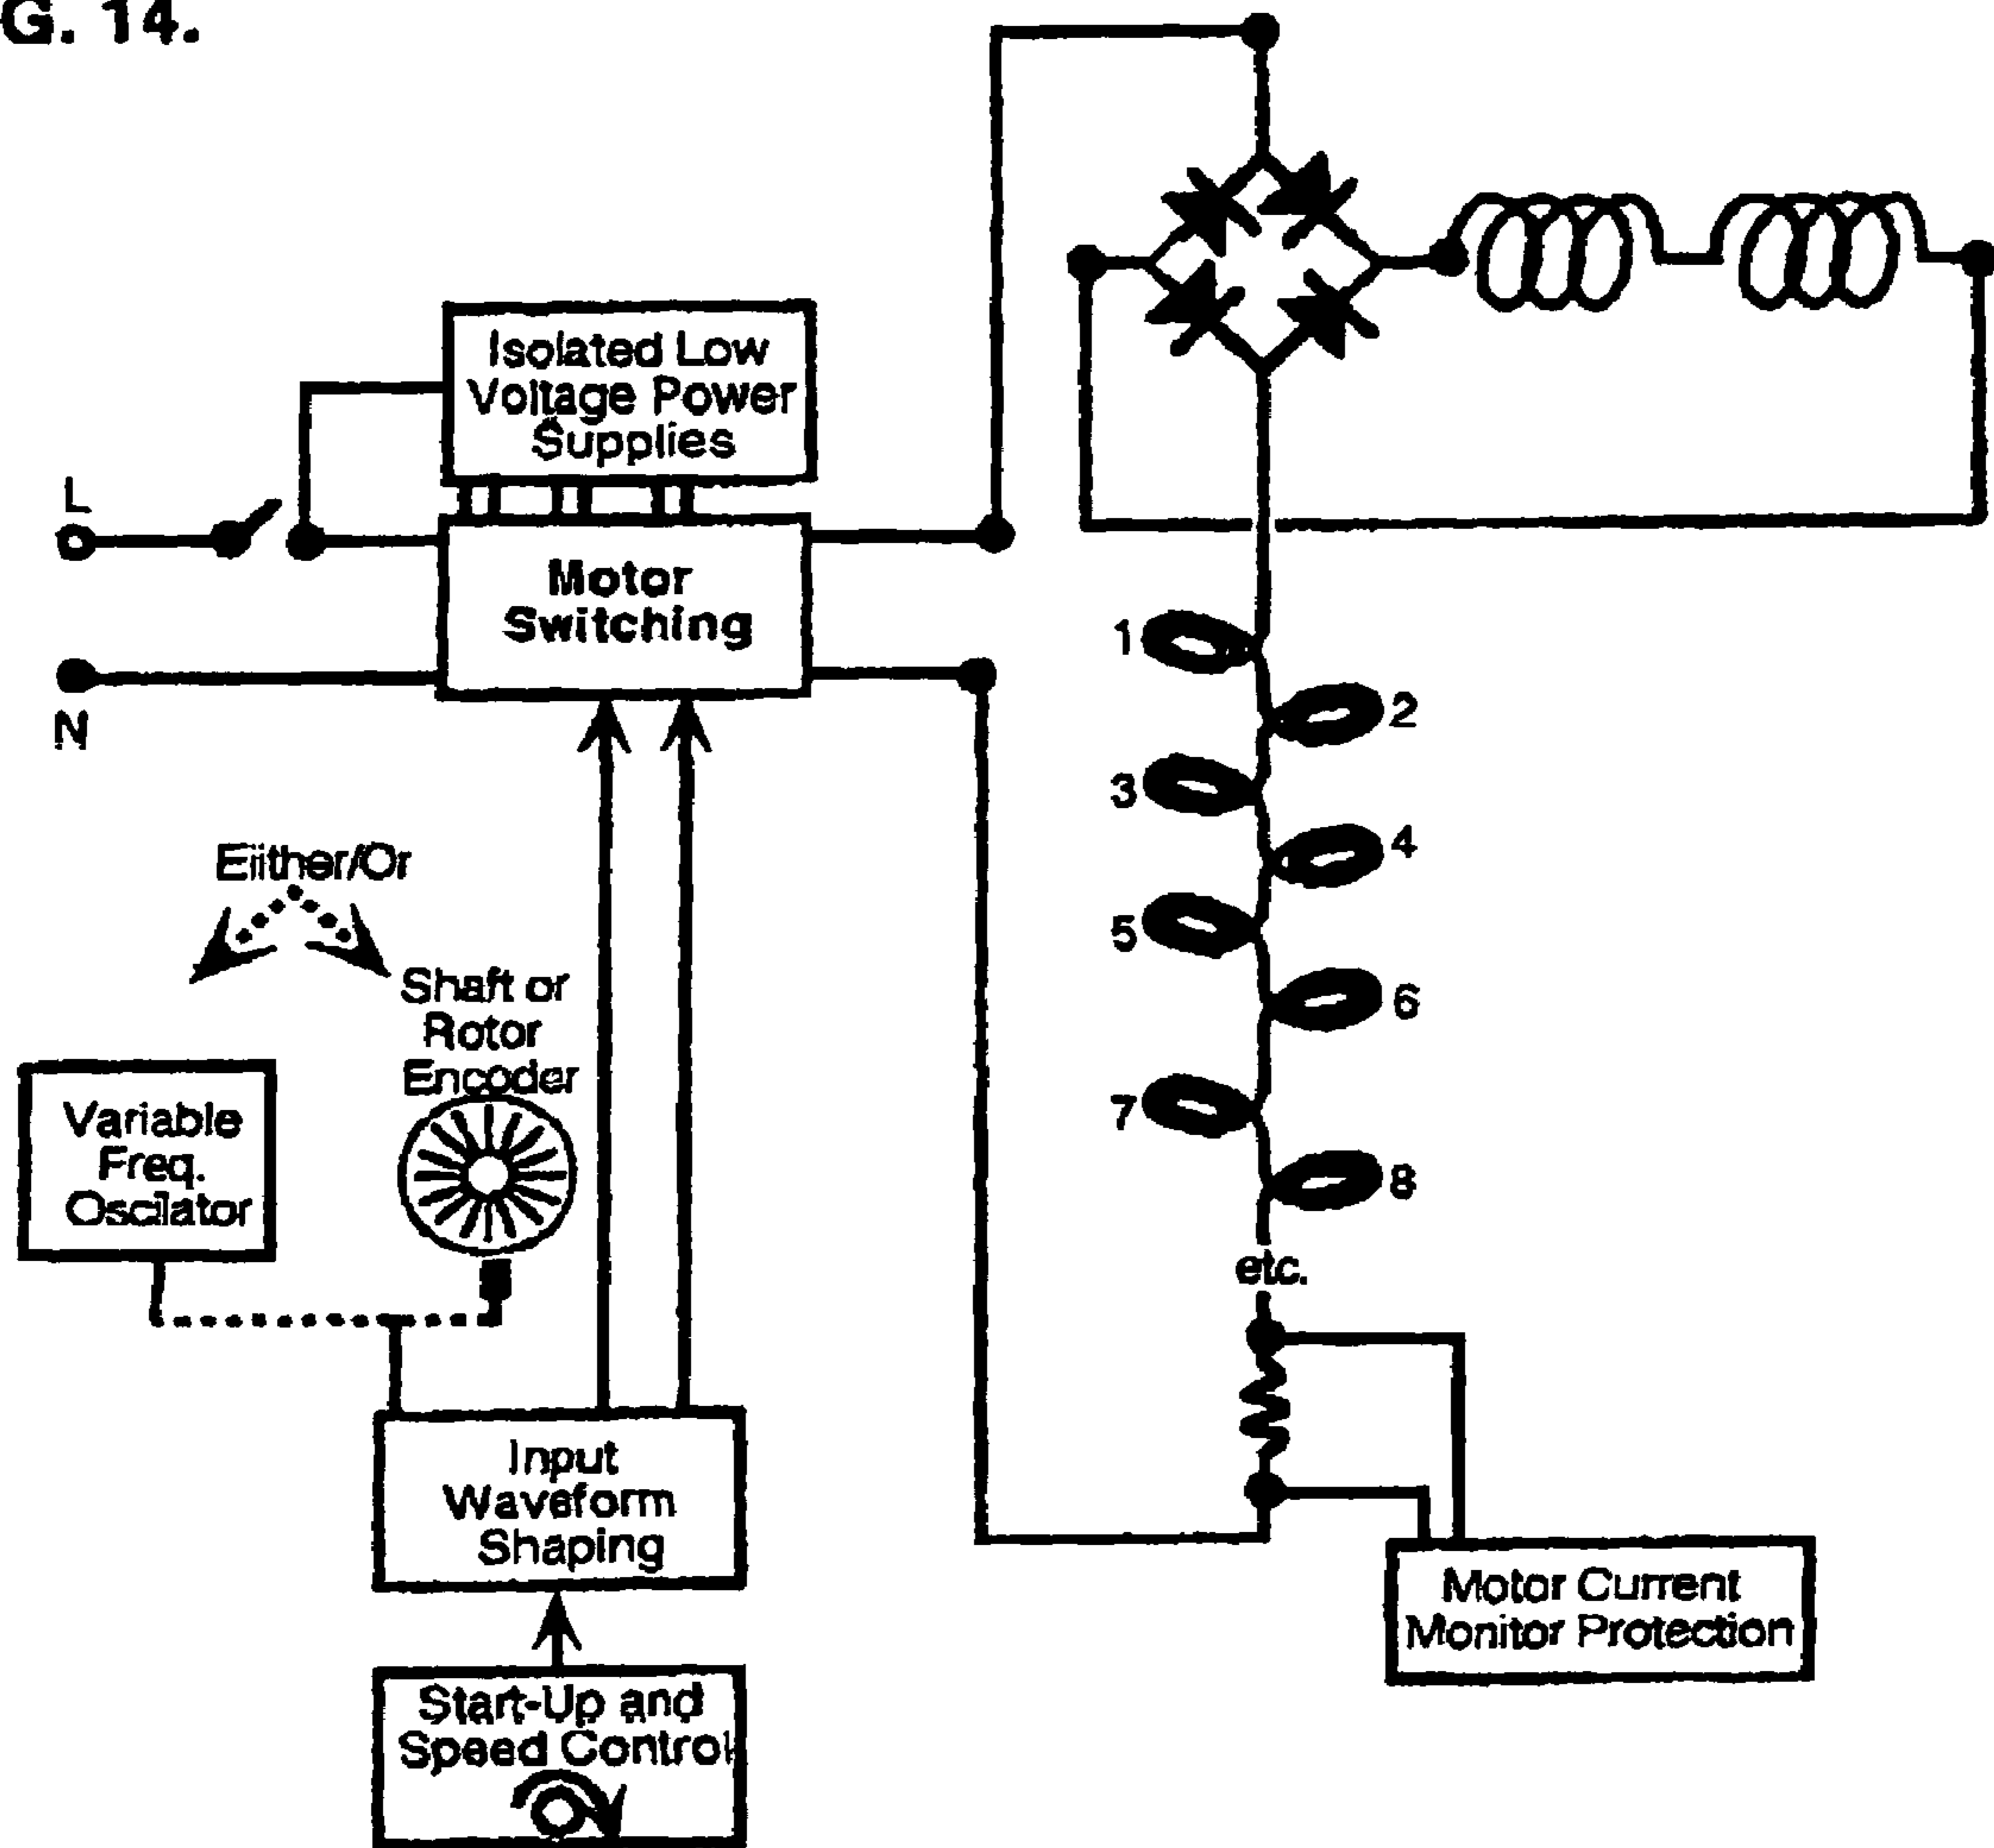 G. 14.
Isolated Low
Voltage Power
Supplies
L
Motor
Switching
N
1
2
3
4
5
6
7
8
etc.
Either/Or
Shaft or
Rotor
Encoder
Variable
Freq.
Oscilator
Input
Waveform
Shaping
Motor Current
Monitor Protection
Start-Up and
Speed Control